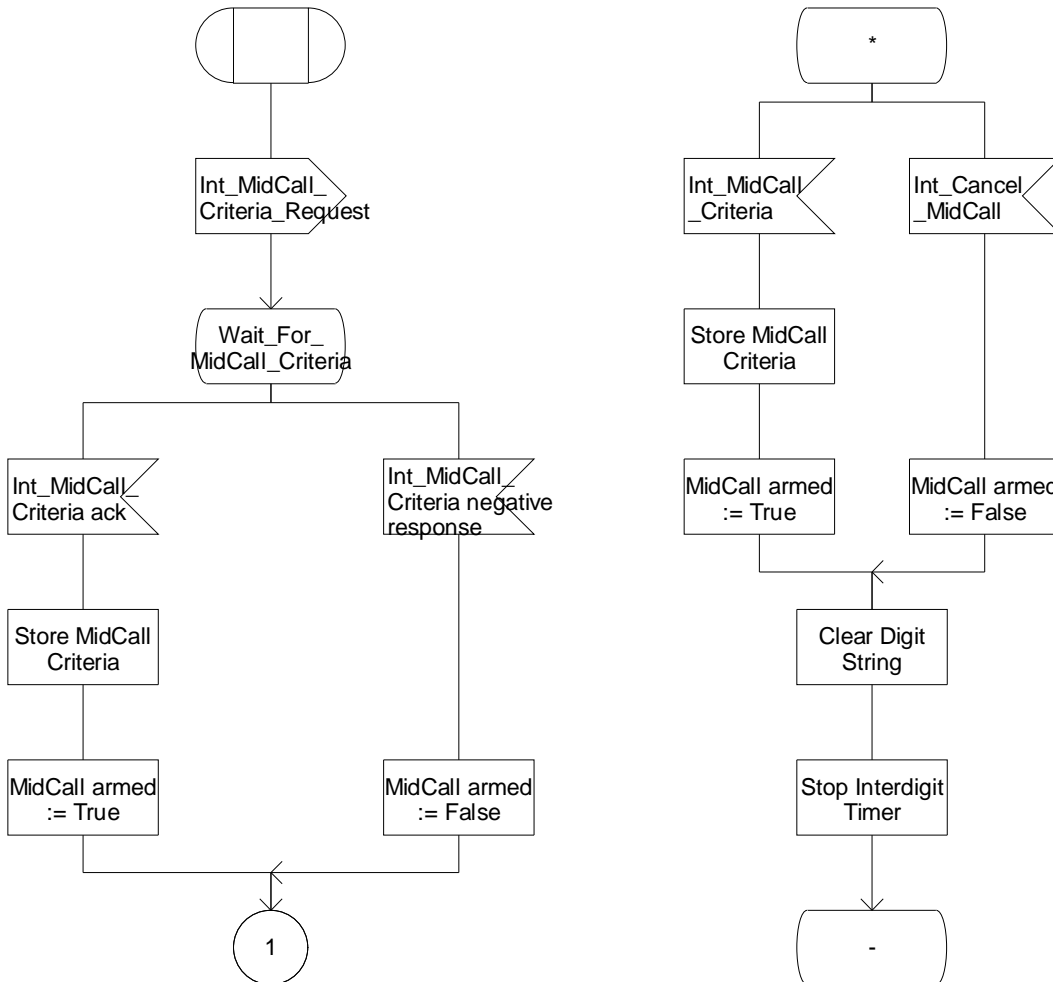 Int_MidCall_
Criteria_Request
Wait_For_
MidCall_Criteria
Int_MidCall_
Criteria ack
Int_MidCall_
Criteria negative
response
Store MidCall
Criteria
MidCall armed
:= True
MidCall armed
:= False
1
*
Int_MidCall
_Criteria
Int_Cancel
_MidCall
Store MidCall
Criteria
MidCall armed
:= True
MidCall armed
:= False
Clear Digit
String
Stop Interdigit
Timer
-